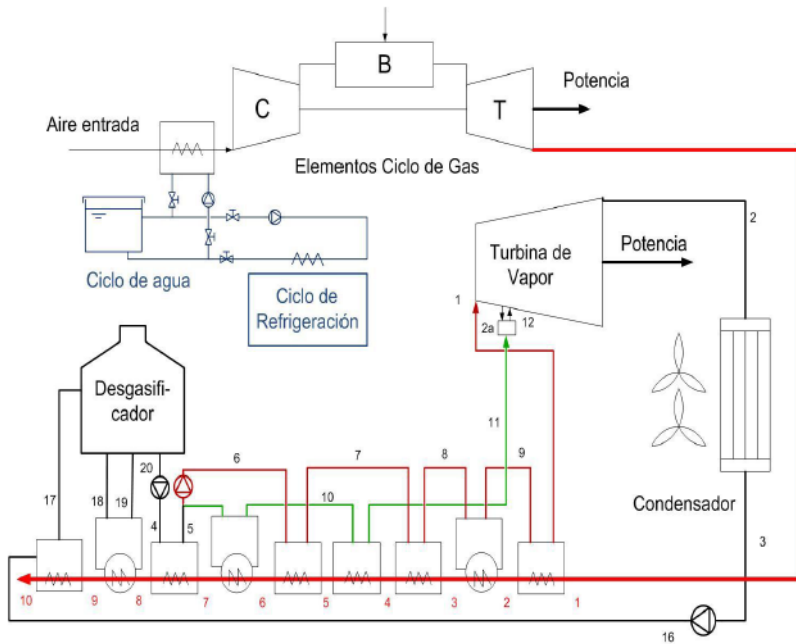 B
C
T
Potencia
Aire entrada
Elementos Ciclo de Gas
2
Turbina de
Vapor
Potencia
Ciclo de agua
Ciclo de
Refrigeración
1
2a
12
Desgasifi-
cador
11
20
6
7
8
9
Condensador
17
18
19
10
4
5
3
10
9
8
7
6
5
4
3
2
1
16